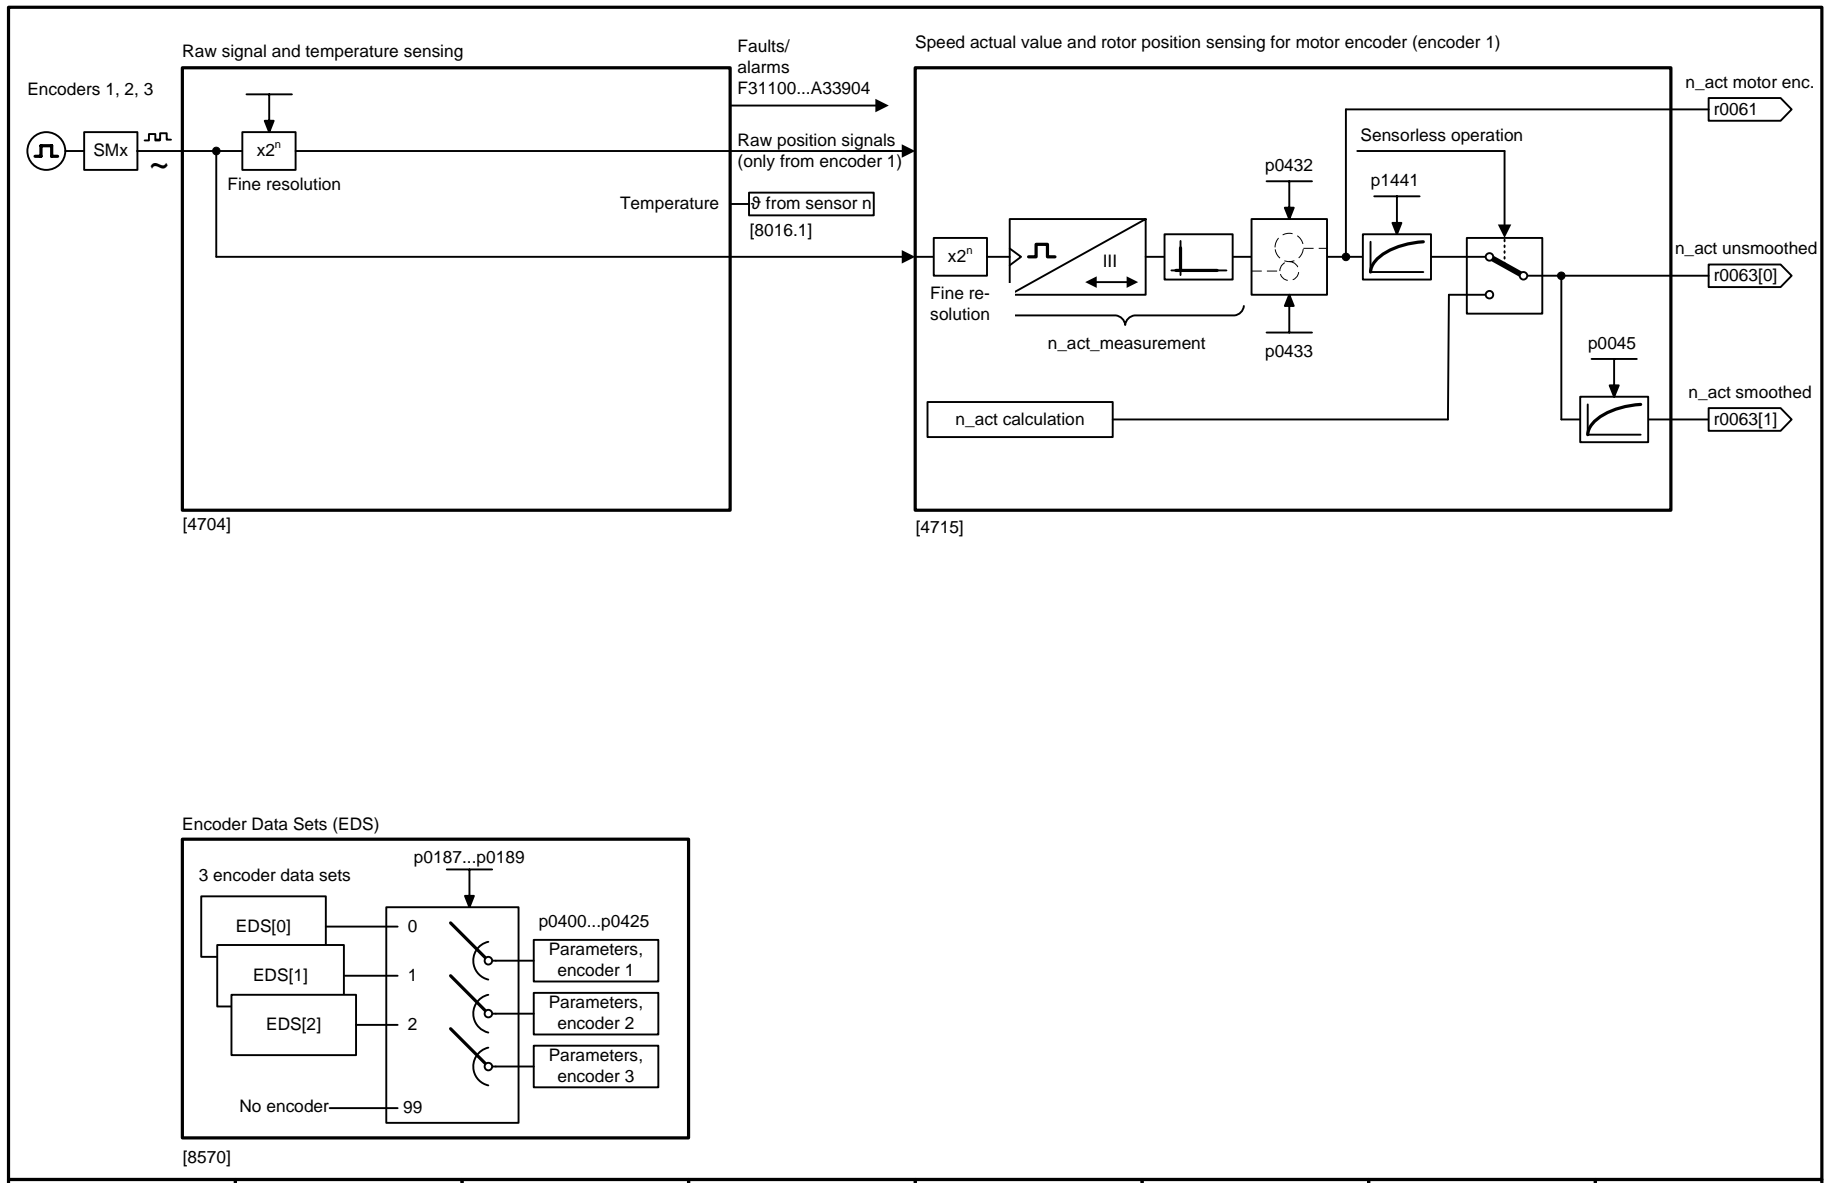 Raw signal and temperature sensing
Faults/
alarms
F31100...A33904
Speed actual value and rotor position sensing for motor encoder (encoder 1)
Encoders 1, 2, 3
n_act motor enc.
r0061
SMx
~
x2ⁿ
Fine resolution
Raw position signals
(only from encoder 1)
Sensorless operation
p0432
p1441
Temperature
ϑ from sensor n
[8016.1]
n_act unsmoothed
r0063[0]
x2ⁿ
Fine re-
solution
III
n_act_measurement
p0433
p0045
n_act smoothed
r0063[1]
n_act calculation
[4704]
[4715]
Encoder Data Sets (EDS)
p0187...p0189
3 encoder data sets
p0400...p0425
EDS[0]
0
Parameters,
encoder 1
EDS[1]
1
Parameters,
encoder 2
EDS[2]
2
Parameters,
encoder 3
No encoder
99
[8570]